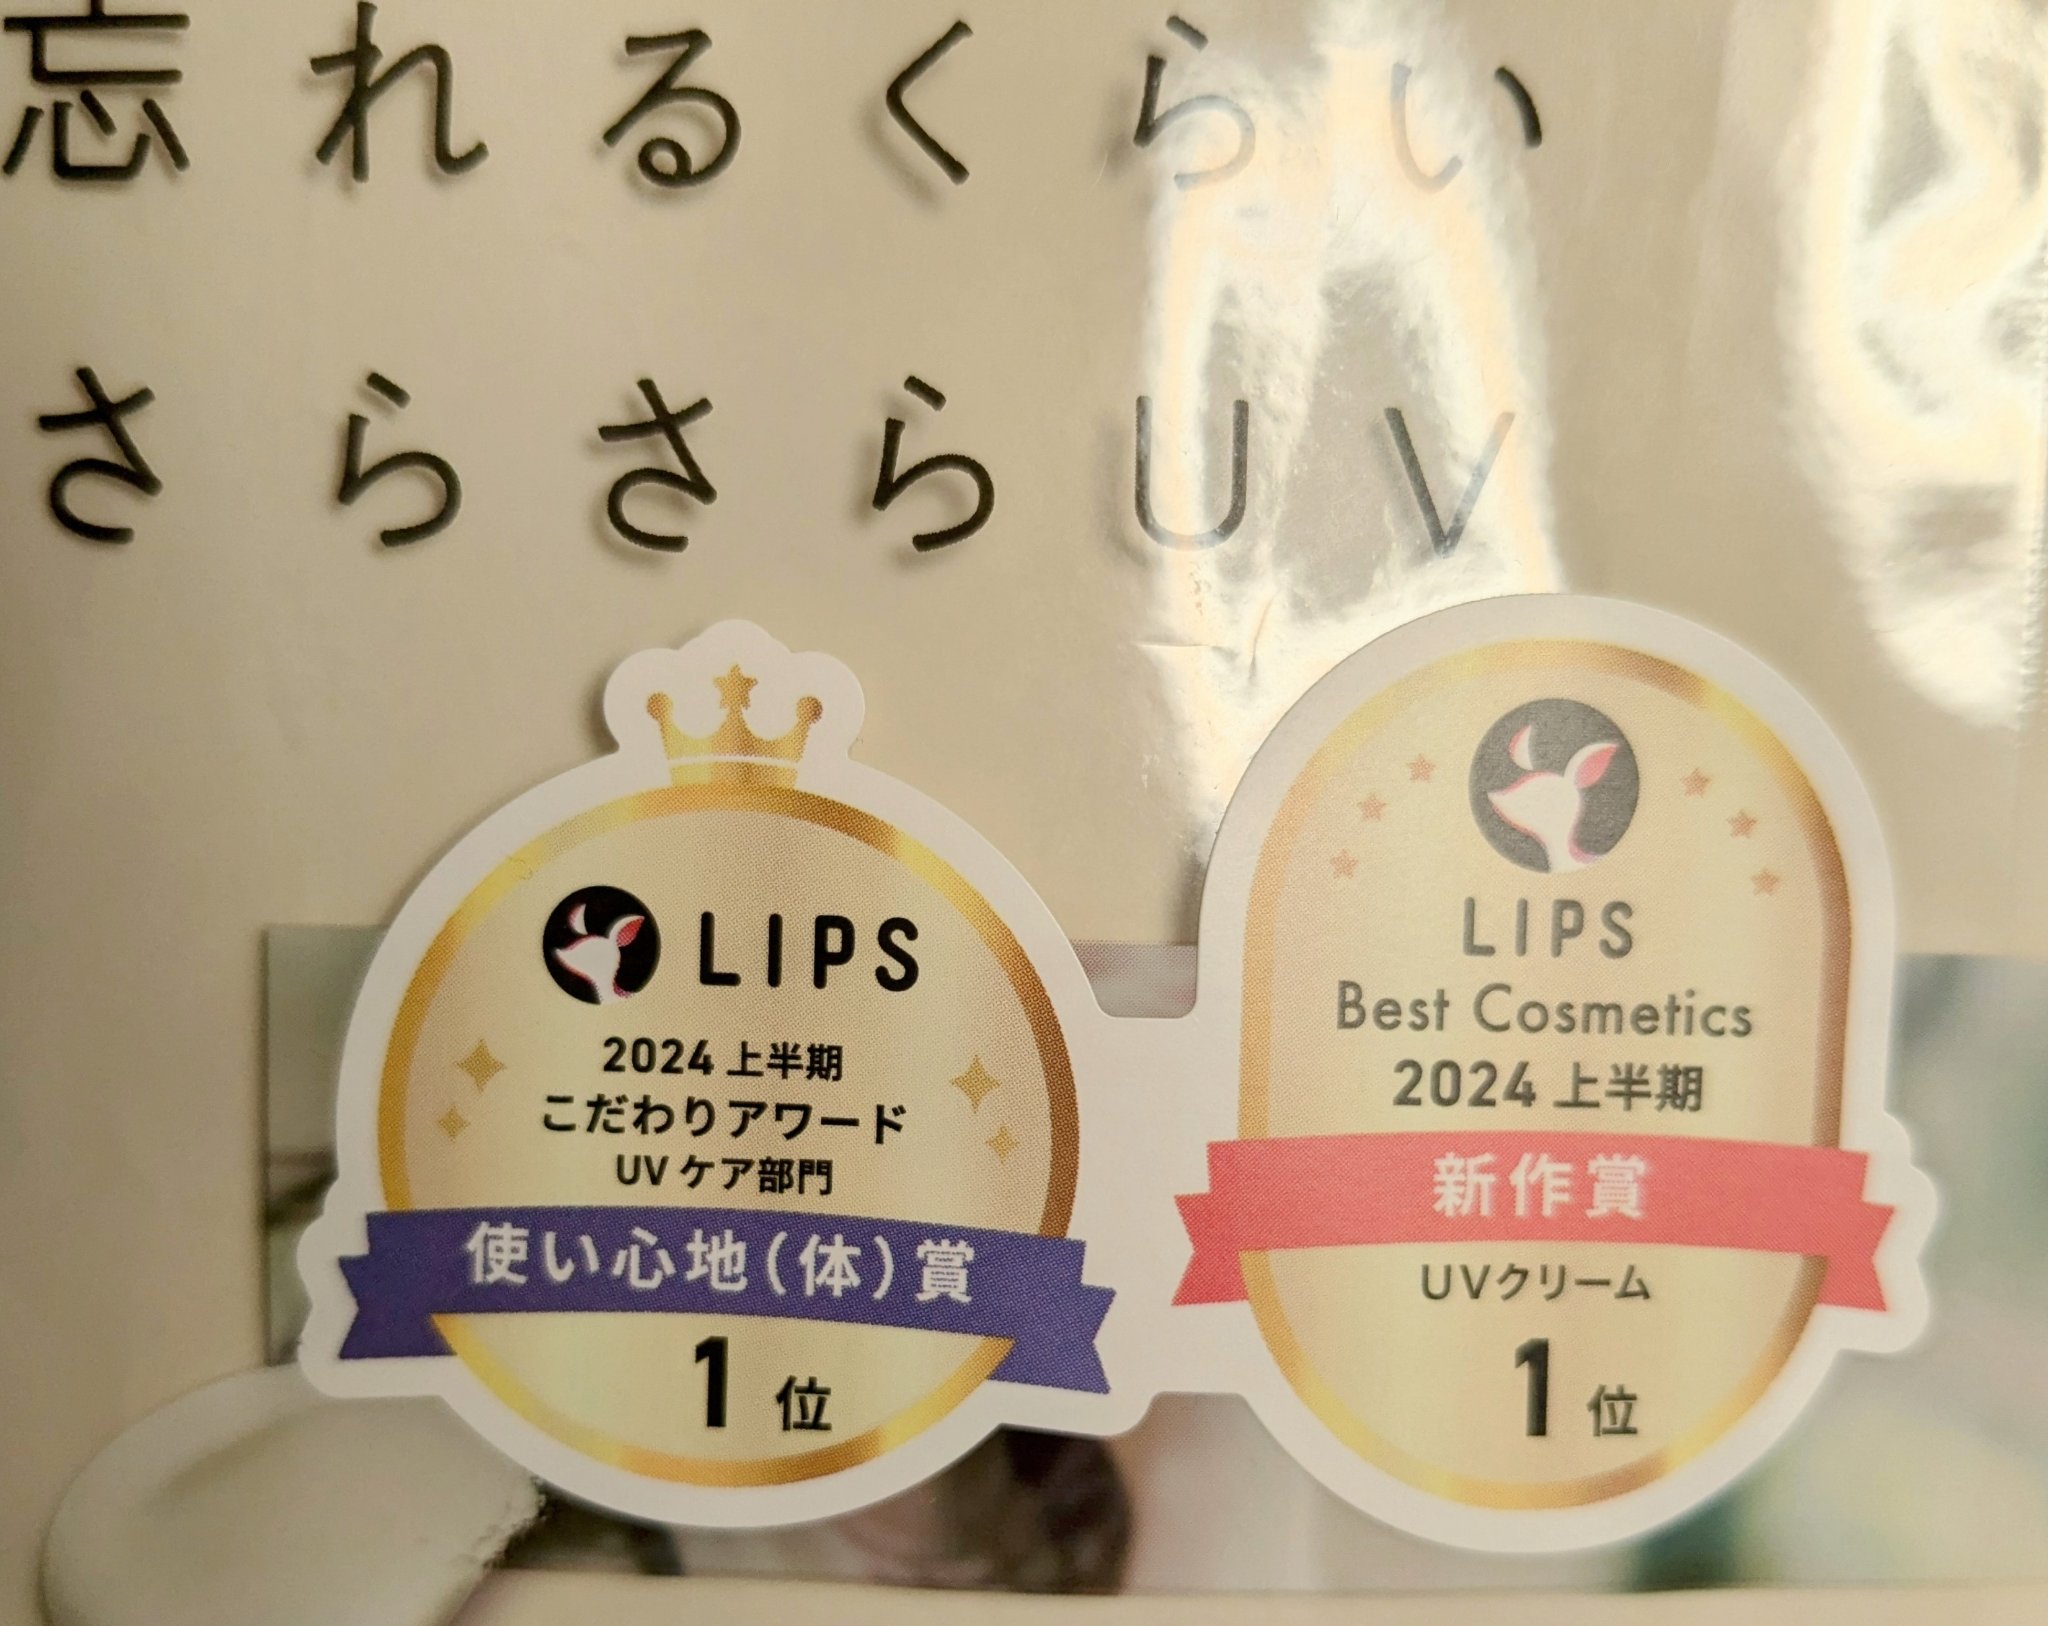 忘れるくらい
さらさらUV
LIPS
2024 上半期
こだわりアワード
UV ケア部門
使い心地(体)賞
1 位
LIPS
Best Cosmetics
2024 上半期
新作賞
UVクリーム
1 位